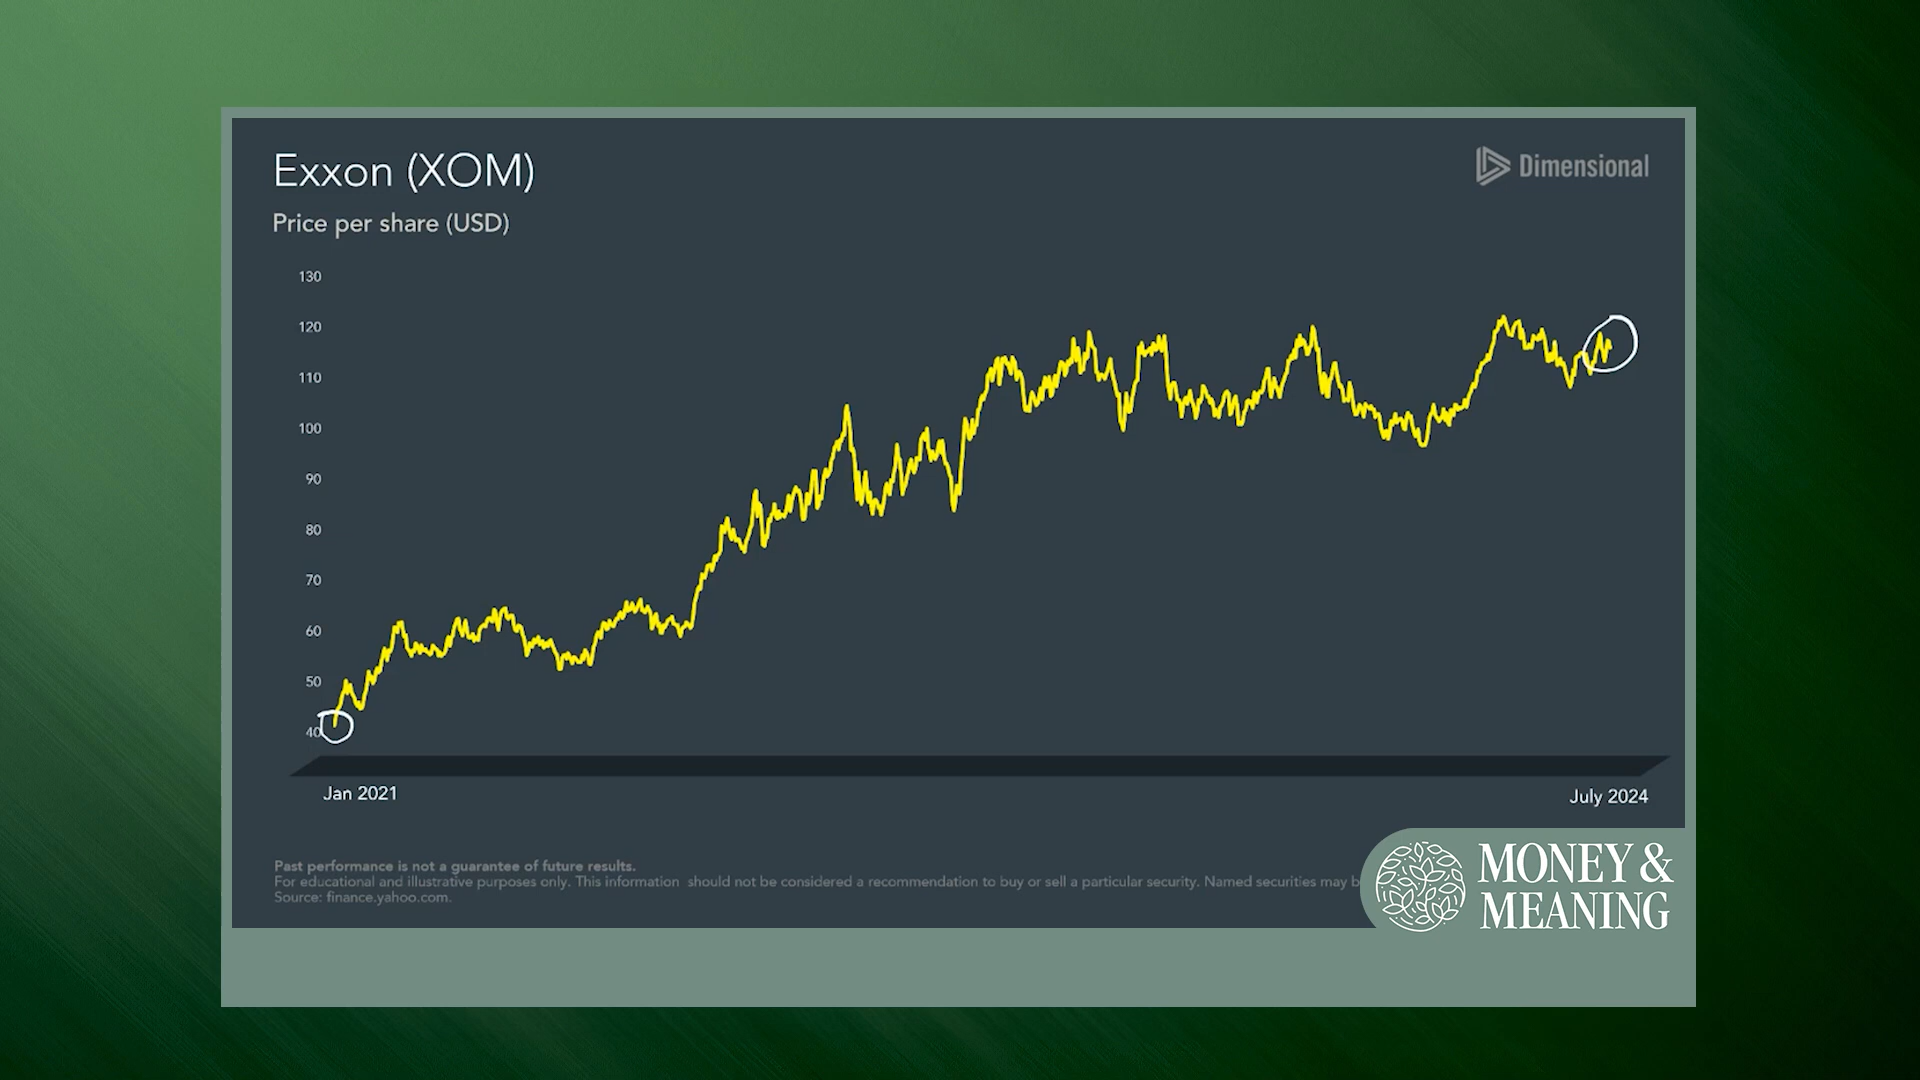 Exxon (XOM)
Dimensional
Price per share (USD)
130
120
110
100
90
80
70
60
50
40
Jan 2021
July 2024
Past performance is not a guarantee of future results.
For educational and illustrative purposes only. This information should not be considered a recommendation to buy or sell a particular security. Named securities may b
Source: finance.yahoo.com.
MONEY &
MEANING